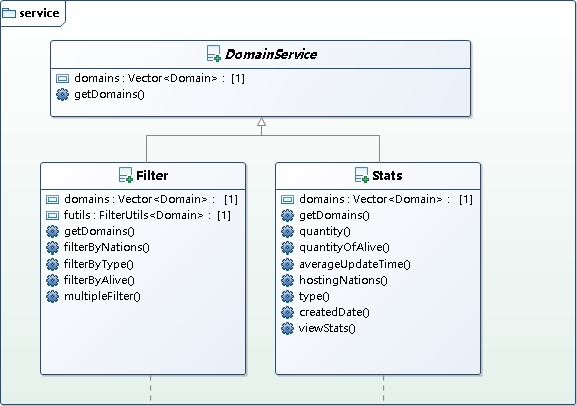 service
DomainService
domains : Vector<Domain> : [1]
getDomains()
Filter
domains : Vector<Domain> : [1]
futils : FilterUtils<Domain> : [1]
getDomains()
filterByNations()
filterByType()
filterByAlive()
multipleFilter()
Stats
domains : Vector<Domain> : [1]
getDomains()
quantity()
quantityOfAlive()
averageUpdateTime()
hostingNations()
type()
createdDate()
viewStats()